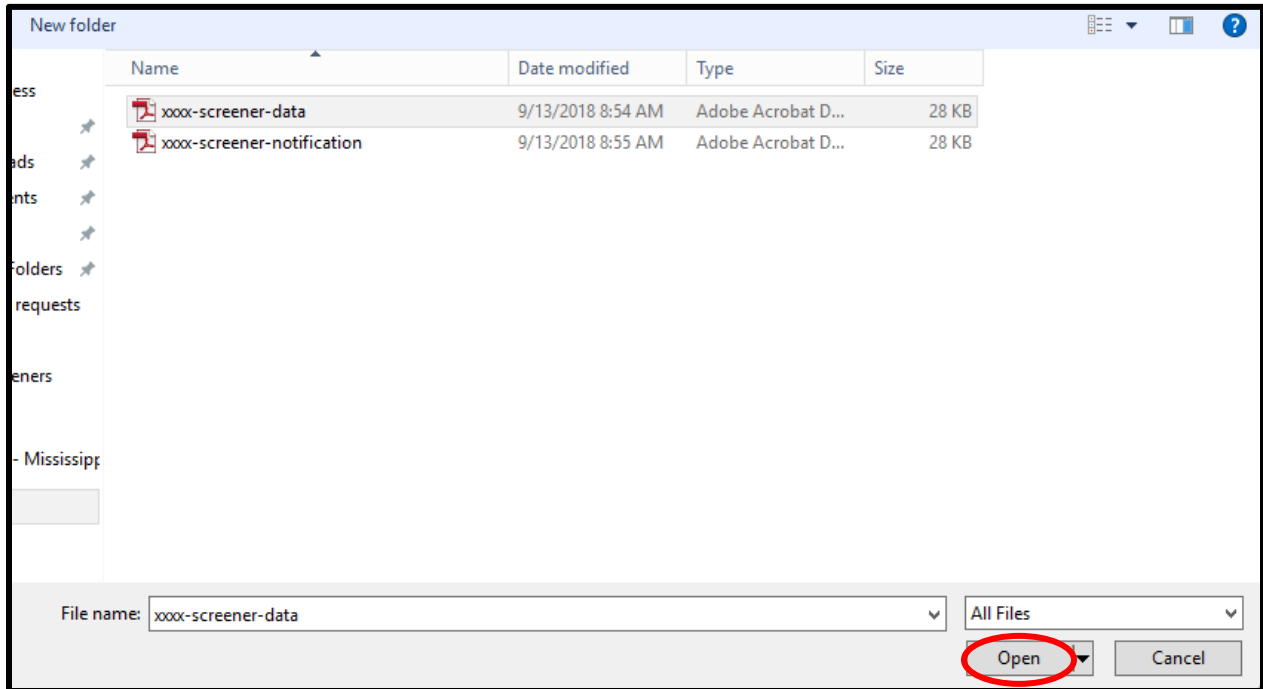 New folder
?
Name Date modified Type Size
ess
xxxx-screener-data 9/13/2018 8:54 AM Adobe Acrobat D... 28 KB
xxxx-screener-notification 9/13/2018 8:55 AM Adobe Acrobat D... 28 KB
ads
ents
Folders
requests
eners
- Mississipp
File name: xxxx-screener-data All Files
Open Cancel